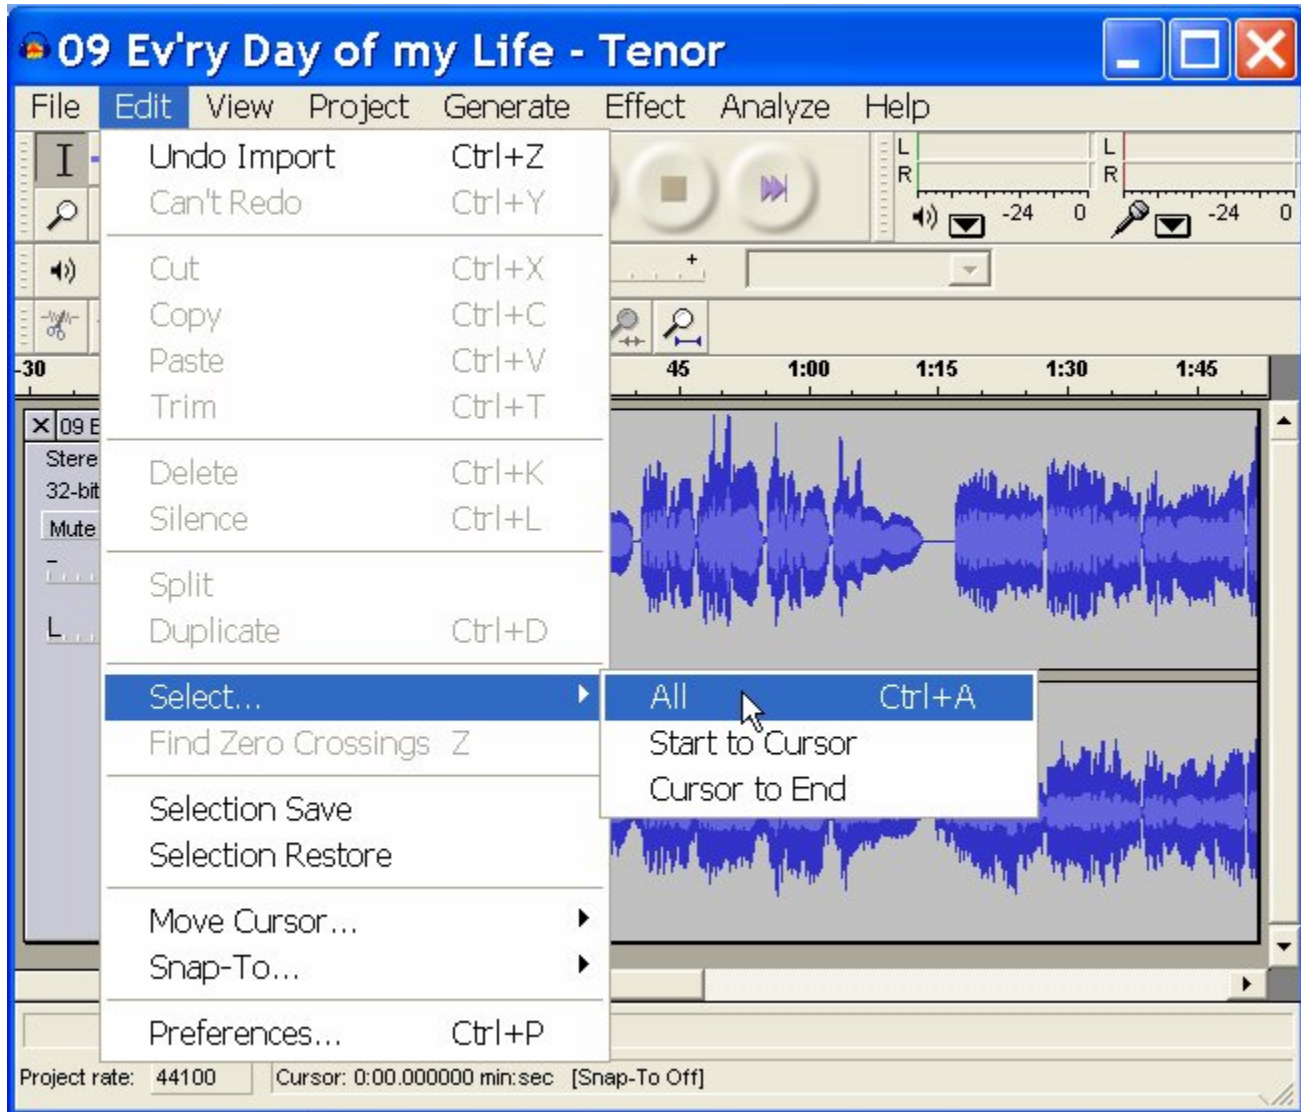 09 Ev'ry Day of my Life - Tenor
File Edit View Project Generate Effect Analyze Help
Undo Import Ctrl+Z
Can't Redo Ctrl+Y
Cut Ctrl+X
Copy Ctrl+C
Paste Ctrl+V
Trim Ctrl+T
Delete Ctrl+K
Silence Ctrl+L
Split
Duplicate Ctrl+D
Select...
Find Zero Crossings Z
Selection Save
Selection Restore
Move Cursor...
Snap-To...
Preferences... Ctrl+P
All Ctrl+A
Start to Cursor
Cursor to End
L
R
-24 0
L
R
-24 0
+
-30 45 1:00 1:15 1:30 1:45
X 09 E
Stere
32-bit
Mute
-
L
Project rate: 44100 Cursor: 0:00.000000 min:sec [Snap-To Off]